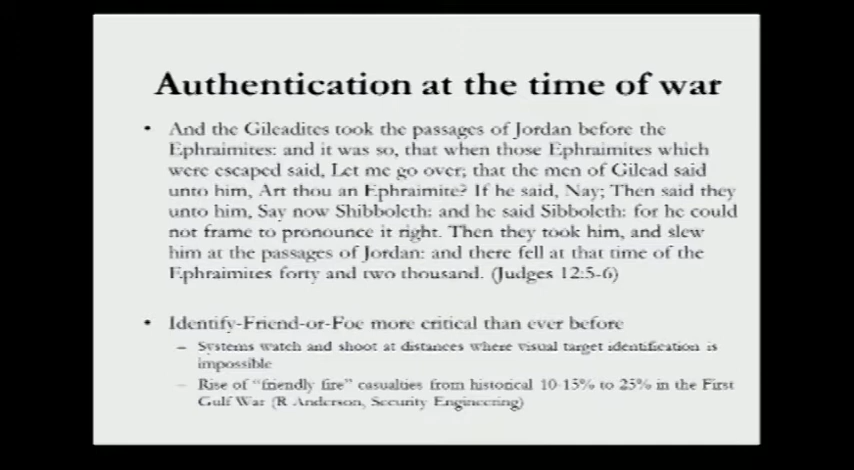 Authentication at the time of war
• And the Gileadites took the passages of Jordan before the
Ephraimites: and it was so, that when those Ephraimites which
were escaped said, Let me go over; that the men of Gilead said
unto him, Art thou an Ephraimite? If he said, Nay; Then said they
unto him, Say now Shibboleth: and he said Sibboleth: for he could
not frame to pronounce it right. Then they took him, and slew
him at the passages of Jordan: and there fell at that time of the
Ephraimites forty and two thousand. (Judges 12:5-6)
• Identify-Friend-or-Foe more critical than ever before
– Systems watch and shoot at distances where visual target identification is
impossible
– Rise of "friendly fire" casualties from historical 10-15% to 25% in the First
Gulf War (R Anderson, Security Engineering)